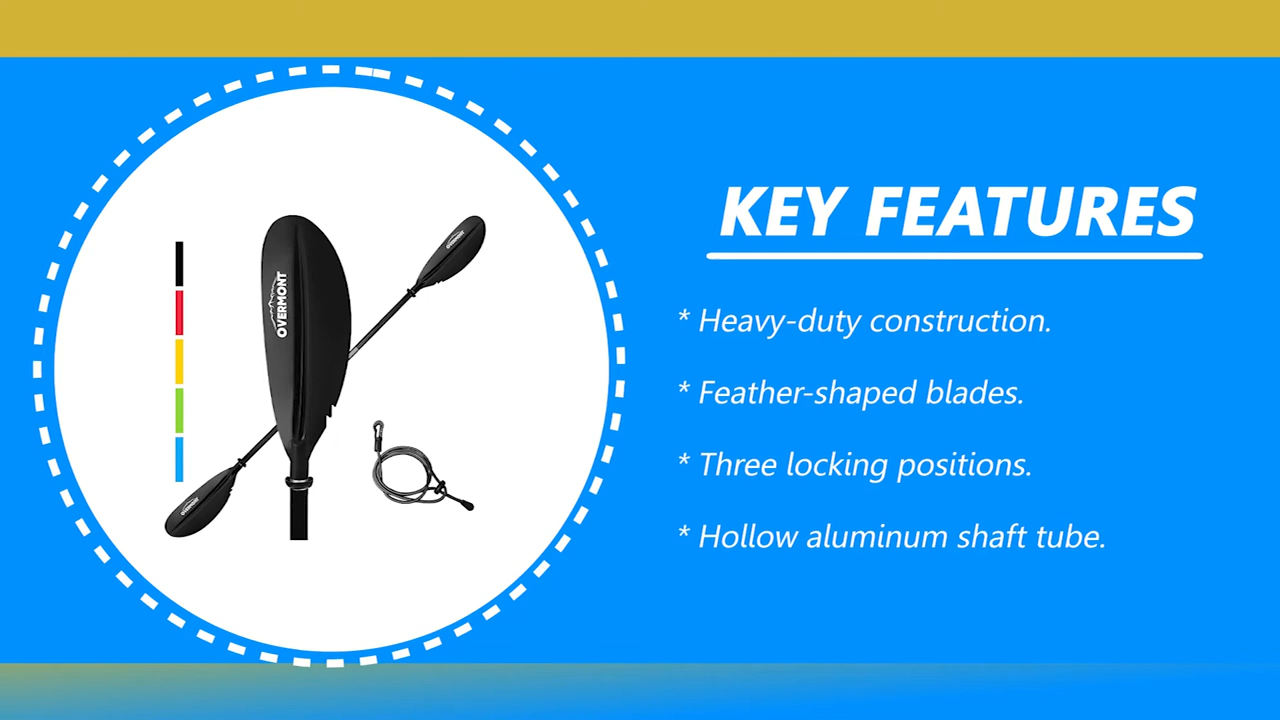 OVERMONT
OVERMONT
OVERMONT
KEY FEATURES
* Heavy-duty construction.
* Feather-shaped blades.
* Three locking positions.
* Hollow aluminum shaft tube.